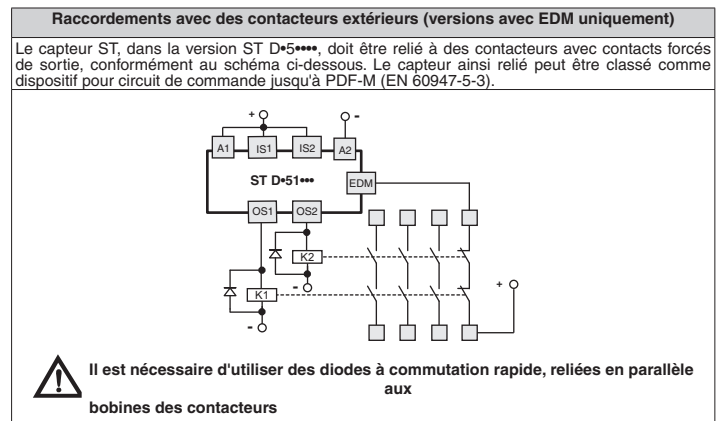 Raccordements avec des contacteurs extérieurs (versions avec EDM uniquement)
Le capteur ST, dans la version ST D•5••••, doit être relié à des contacteurs avec contacts forcés
de sortie, conformément au schéma ci-dessous. Le capteur ainsi relié peut être classé comme
dispositif pour circuit de commande jusqu'à PDF-M (EN 60947-5-3).
+ -
A1 IS1 IS2 A2
ST D•51•••
EDM
OS1 OS2
K2
-
+
K1
-
Il est nécessaire d'utiliser des diodes à commutation rapide, reliées en parallèle
aux
bobines des contacteurs